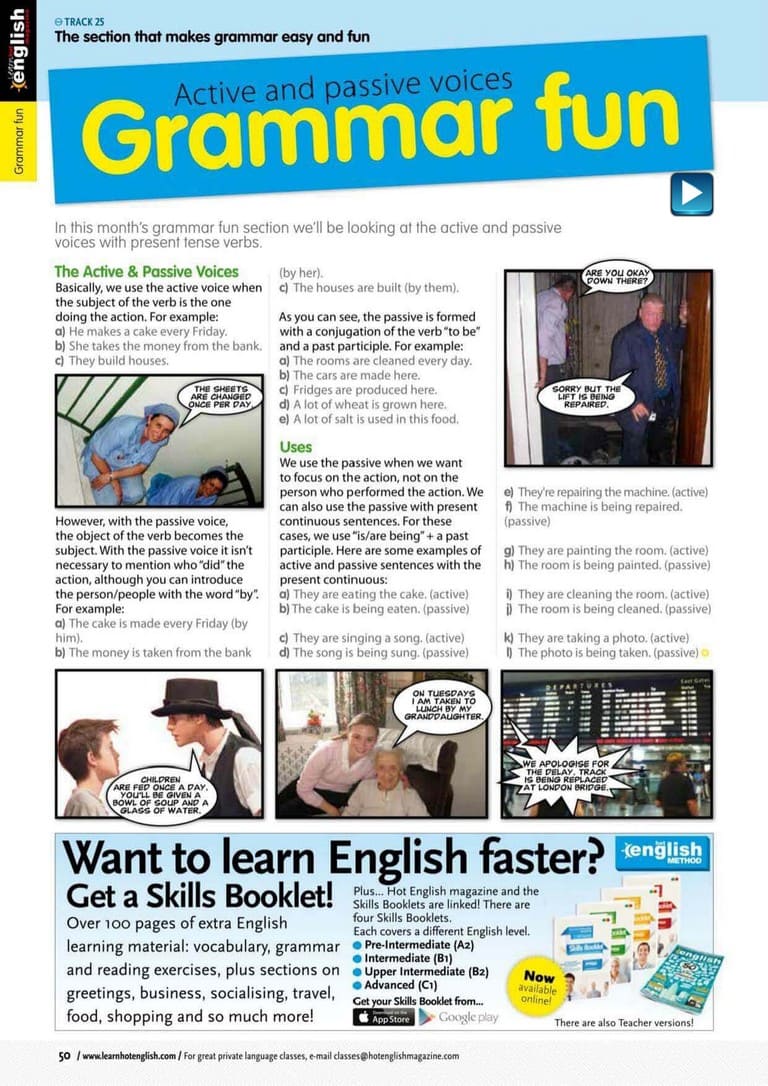 Learn hot
english
magazine
Grammar fun
TRACK 25
The section that makes grammar easy and fun
Active and passive voices
Grammar fun
In this month's grammar fun section we'll be looking at the active and passive
voices with present tense verbs.
The Active & Passive Voices
Basically, we use the active voice when
the subject of the verb is the one
doing the action. For example:
a) He makes a cake every Friday.
b) She takes the money from the bank.
c) They build houses.
THE SHEETS
ARE CHANGED
ONCE PER DAY.
However, with the passive voice,
the object of the verb becomes the
subject. With the passive voice it isn't
necessary to mention who "did" the
action, although you can introduce
the person/people with the word "by".
For example:
a) The cake is made every Friday (by
him).
b) The money is taken from the bank
(by her).
c) The houses are built (by them).
As you can see, the passive is formed
with a conjugation of the verb "to be"
and a past participle. For example:
a) The rooms are cleaned every day.
b) The cars are made here.
c) Fridges are produced here.
d) A lot of wheat is grown here.
e) A lot of salt is used in this food.
Uses
We use the passive when we want
to focus on the action, not on the
person who performed the action. We
can also use the passive with present
continuous sentences. For these
cases, we use "is/are being" + a past
participle. Here are some examples of
active and passive sentences with the
present continuous:
a) They are eating the cake. (active)
b) The cake is being eaten. (passive)
c) They are singing a song. (active)
d) The song is being sung. (passive)
ARE YOU OKAY
DOWN THERE?
SORRY BUT THE
LIFT IS BEING
REPAIRED.
e) They're repairing the machine. (active)
f) The machine is being repaired.
(passive)
g) They are painting the room. (active)
h) The room is being painted. (passive)
i) They are cleaning the room. (active)
j) The room is being cleaned. (passive)
k) They are taking a photo. (active)
l) The photo is being taken. (passive)
CHILDREN
ARE FED ONCE A DAY.
YOU'LL BE GIVEN A
BOWL OF SOUP AND A
GLASS OF WATER.
ON TUESDAYS
I AM TAKEN TO
LUNCH BY MY
GRANDDAUGHTER.
DEPARTURES
East Gates
WE APOLOGISE FOR
THE DELAY. TRACK
IS BEING REPLACED
AT LONDON BRIDGE.
Want to learn English faster?
english
METHOD
Get a Skills Booklet!
Over 100 pages of extra English
learning material: vocabulary, grammar
and reading exercises, plus sections on
greetings, business, socialising, travel,
food, shopping and so much more!
Plus... Hot English magazine and the
Skills Booklets are linked! There are
four Skills Booklets.
Each covers a different English level.
Pre-Intermediate (A2)
Intermediate (B1)
Upper Intermediate (B2)
Advanced (C1)
Get your Skills Booklet from...
App Store
Google play
Skills Booklet
english
Now
available
online!
There are also Teacher versions!
50 / www.learnhotenglish.com / For great private language classes, e-mail classes@hotenglishmagazine.com